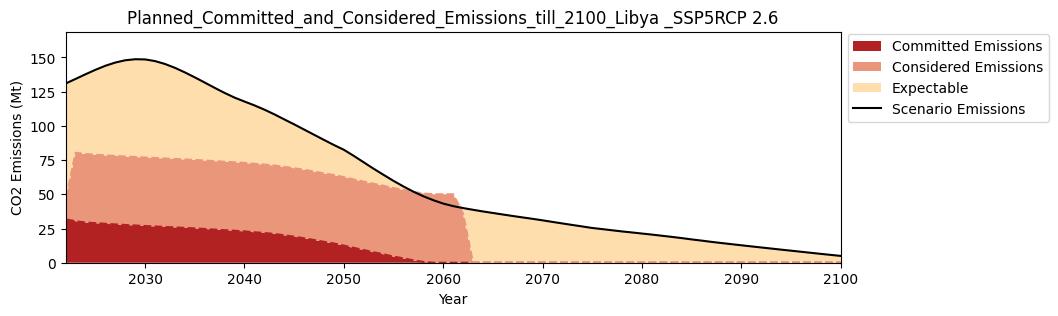 Planned_Committed_and_Considered_Emissions_till_2100_Libya _SSP5RCP 2.6
CO2 Emissions (Mt)
150
125
100
75
50
25
0
2030 2040 2050 2060 2070 2080 2090 2100
Year
Committed Emissions
Considered Emissions
Expectable
Scenario Emissions